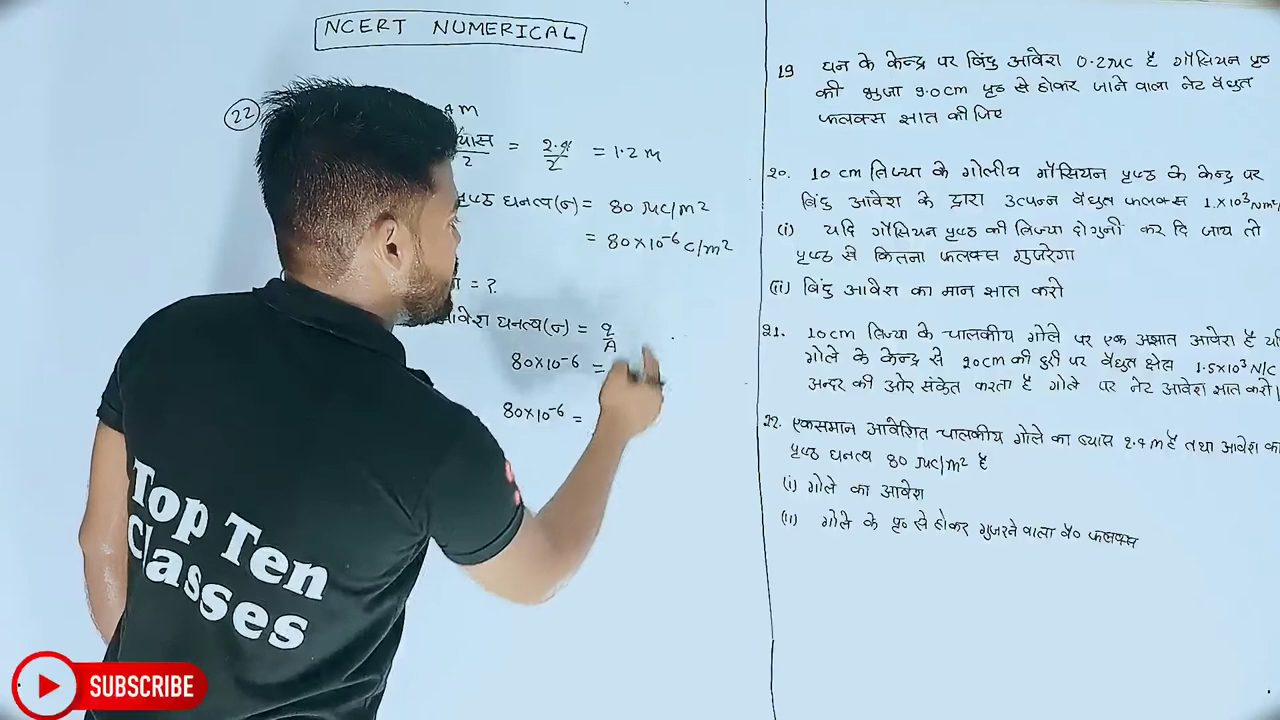 NCERT NUMERICAL
22
m
व्यास/2 = 2.4/2 = 1.2 m
पृष्ठ घनत्व(σ) = 80 μc/m²
= 80×10⁻⁶ c/m²
= ?
आवेश घनत्व(σ) = q/A
80×10⁻⁶ =
80×10⁻⁶ =
19 घन के केन्द्र पर बिंदु आवेश 0.2μc है गौसियन पृष्ठ
की भुजा 9.0cm पृष्ठ से होकर जाने वाला नेट वैधुत
फलक्स ज्ञात कीजिए
20. 10 cm त्रिज्या के गोलीय गौसियन पृष्ठ के केन्द्र पर
बिंदु आवेश के द्वारा उत्पन्न वैधुत फलक्स 1.×10³Nm²
(i) यदि गौसियन पृष्ठ की त्रिज्या दोगुनी कर दि जाय तो
पृष्ठ से कितना फलक्स गुजरेगा
(ii) बिंदु आवेश का मान ज्ञात करो
21. 10cm त्रिज्या के चालकीय गोले पर एक अज्ञात आवेश है
गोले के केन्द्र से 20cm की दुरी पर वैधुत क्षेत्र 1.5×10³ N/C
अन्दर की ओर संकेत करता है गोले पर नेट आवेश ज्ञात करो।
22. एकसमान आवेशित चालकीय गोले का व्यास 2.4 m है तथा आवेश का
पृष्ठ घनत्व 80 μc/m² है
(i) गोले का आवेश
(ii) गोले के पृ० से होकर गुजरने वाला वै० फलक्स
Top Ten
Classes
SUBSCRIBE